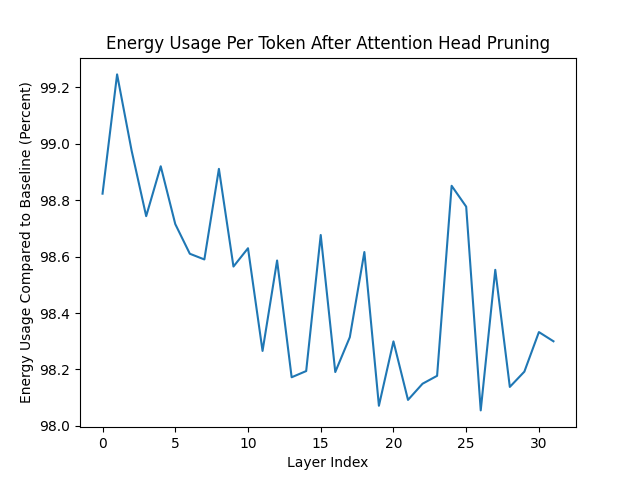 Energy Usage Per Token After Attention Head Pruning
Energy Usage Compared to Baseline (Percent)
99.2
99.0
98.8
98.6
98.4
98.2
98.0
0 5 10 15 20 25 30
Layer Index